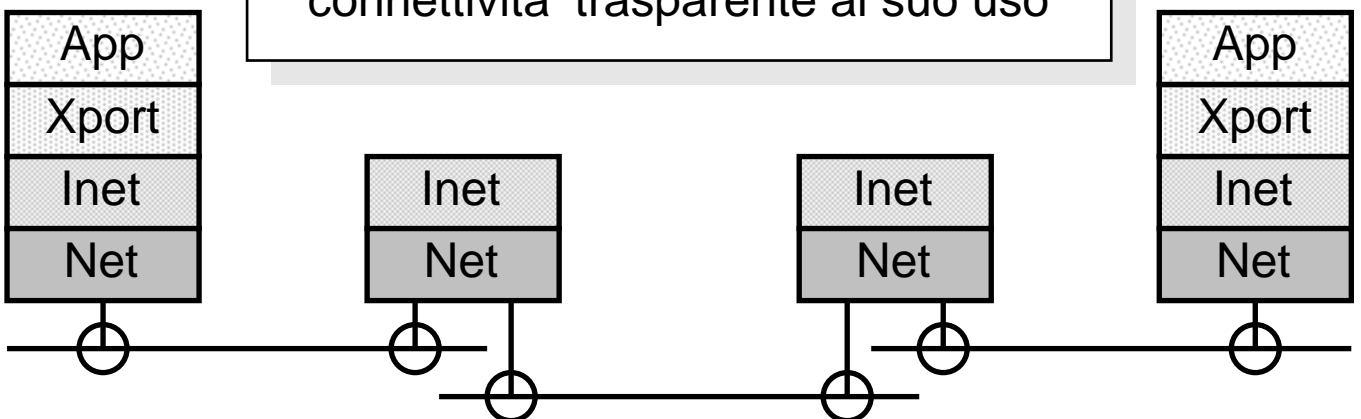 connettività trasparente al suo uso
App
Xport
Inet
Net
Inet
Net
Inet
Net
App
Xport
Inet
Net